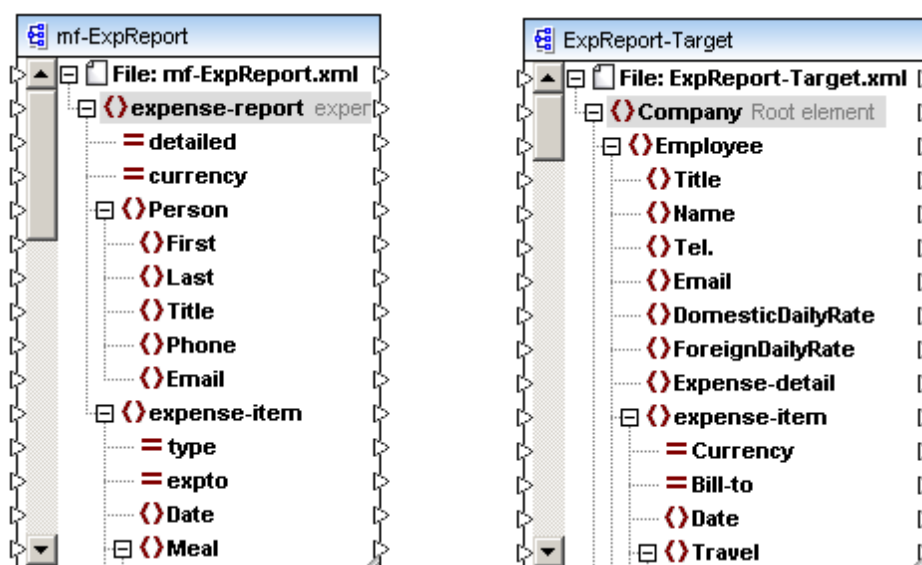 mf-ExpReport
File: mf-ExpReport.xml
expense-report exper
detailed
currency
Person
First
Last
Title
Phone
Email
expense-item
type
expto
Date
Meal
ExpReport-Target
File: ExpReport-Target.xml
Company Root element
Employee
Title
Name
Tel.
Email
DomesticDailyRate
ForeignDailyRate
Expense-detail
expense-item
Currency
Bill-to
Date
Travel